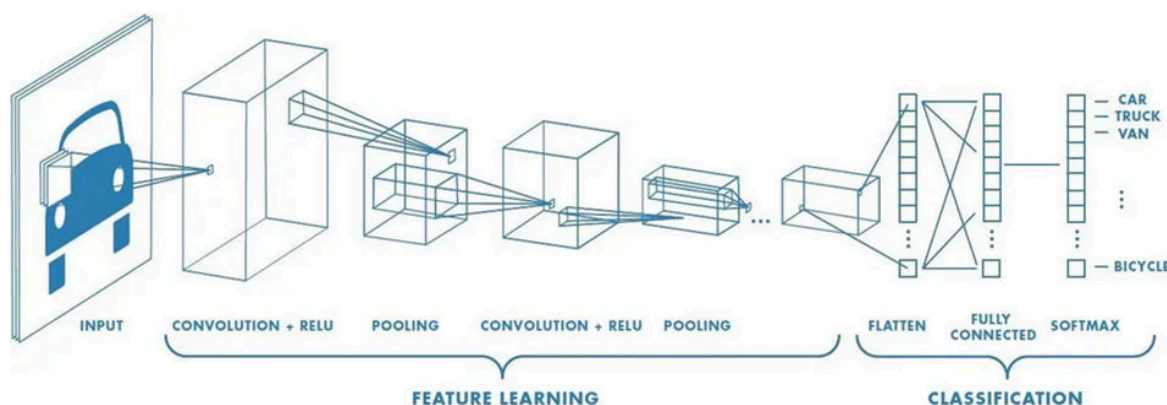 CAR
TRUCK
VAN
BICYCLE
INPUT
CONVOLUTION + RELU
POOLING
CONVOLUTION + RELU
POOLING
FLATTEN
FULLY
CONNECTED
SOFTMAX
FEATURE LEARNING
CLASSIFICATION